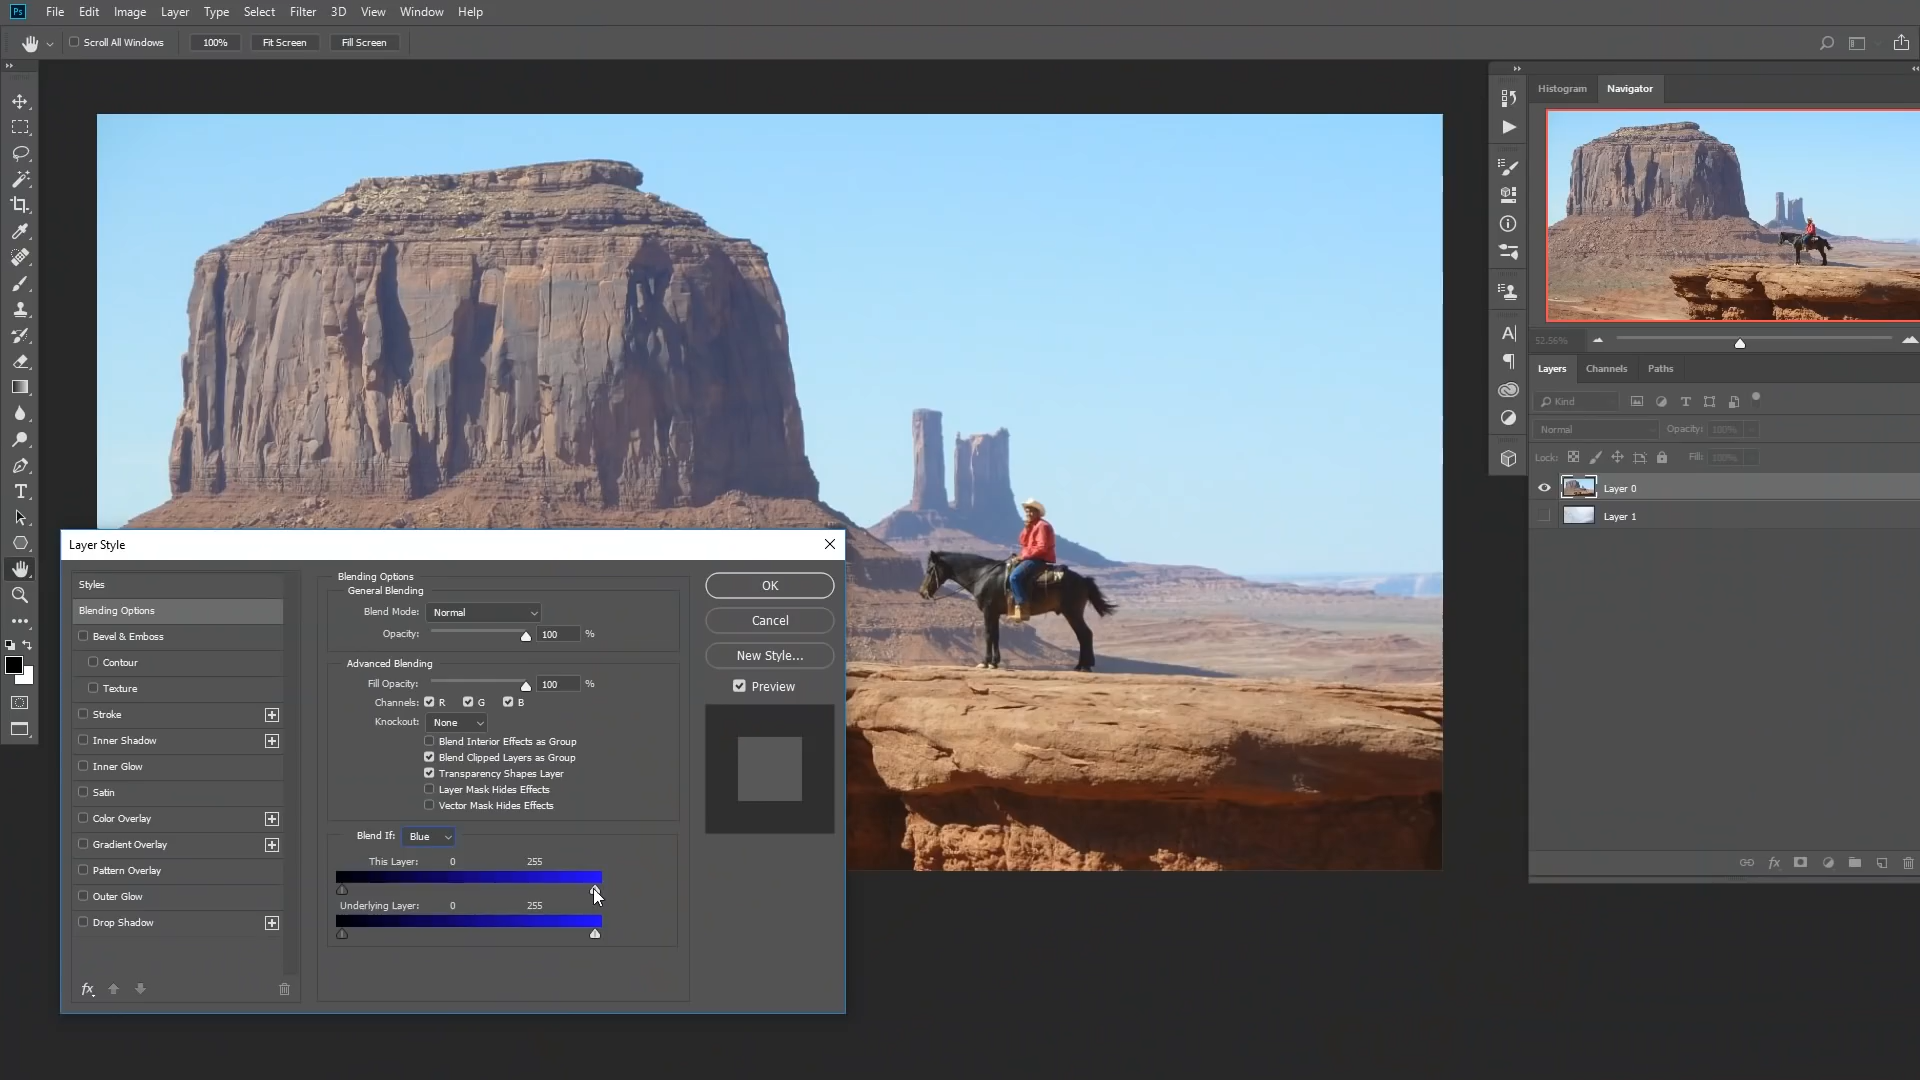 Ps File Edit Image Layer Type Select Filter 3D View Window Help
Scroll All Windows 100% Fit Screen Fill Screen
Histogram Navigator
52.56%
Layers Channels Paths
Kind
Normal Opacity: 100%
Lock: Fill: 100%
Layer 0
Layer 1
Layer Style
Styles
Blending Options
Bevel & Emboss
Contour
Texture
Stroke
Inner Shadow
Inner Glow
Satin
Color Overlay
Gradient Overlay
Pattern Overlay
Outer Glow
Drop Shadow
fx
Blending Options
General Blending
Blend Mode: Normal
Opacity: 100 %
Advanced Blending
Fill Opacity: 100 %
Channels: R G B
Knockout: None
Blend Interior Effects as Group
Blend Clipped Layers as Group
Transparency Shapes Layer
Layer Mask Hides Effects
Vector Mask Hides Effects
Blend If: Blue
This Layer: 0 255
Underlying Layer: 0 255
OK
Cancel
New Style...
Preview
fx